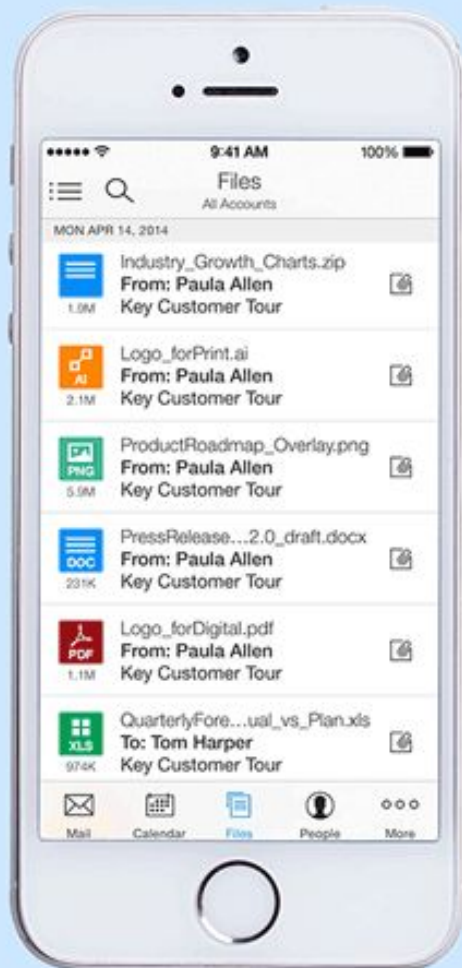 9:41 AM 100%
Files
All Accounts
MON APR 14, 2014
Industry_Growth_Charts.zip
From: Paula Allen
1.9M Key Customer Tour
Logo_forPrint.ai
AI From: Paula Allen
2.1M Key Customer Tour
ProductRoadmap_Overlay.png
PNG From: Paula Allen
5.9M Key Customer Tour
PressRelease...2.0_draft.docx
DOC From: Paula Allen
231K Key Customer Tour
Logo_forDigital.pdf
PDF From: Paula Allen
1.1M Key Customer Tour
QuarterlyFore...ual_vs_Plan.xls
XLS To: Tom Harper
974K Key Customer Tour
Mail Calendar Files People More